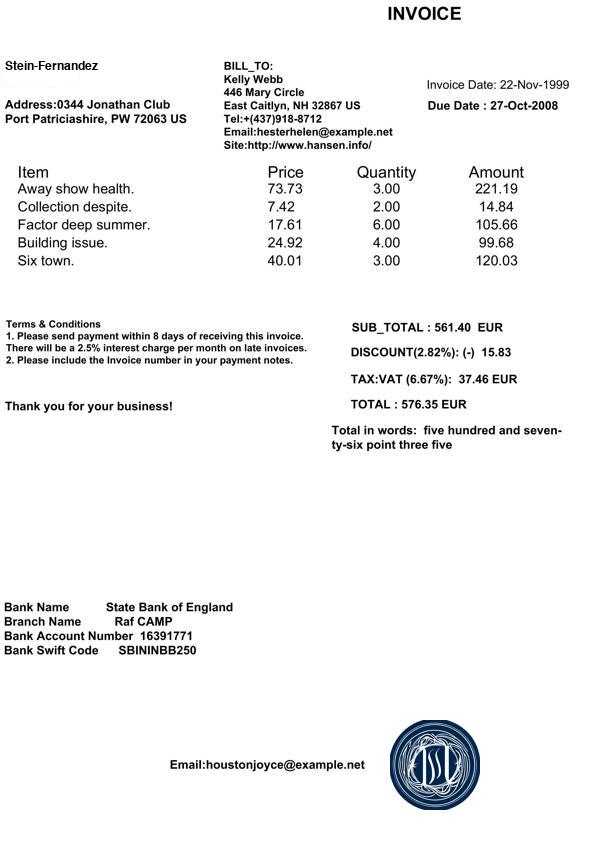 INVOICE
Stein-Fernandez
Address:0344 Jonathan Club
Port Patriciashire, PW 72063 US
BILL_TO:
Kelly Webb
446 Mary Circle
East Caitlyn, NH 32867 US
Tel:+(437)918-8712
Email:hesterhelen@example.net
Site:http://www.hansen.info/
Invoice Date: 22-Nov-1999
Due Date : 27-Oct-2008
Item Price Quantity Amount
Away show health. 73.73 3.00 221.19
Collection despite. 7.42 2.00 14.84
Factor deep summer. 17.61 6.00 105.66
Building issue. 24.92 4.00 99.68
Six town. 40.01 3.00 120.03
Terms & Conditions
1. Please send payment within 8 days of receiving this invoice.
There will be a 2.5% interest charge per month on late invoices.
2. Please include the Invoice number in your payment notes.
Thank you for your business!
SUB_TOTAL : 561.40 EUR
DISCOUNT(2.82%): (-) 15.83
TAX:VAT (6.67%): 37.46 EUR
TOTAL : 576.35 EUR
Total in words: five hundred and seven-
ty-six point three five
Bank Name State Bank of England
Branch Name Raf CAMP
Bank Account Number 16391771
Bank Swift Code SBININBB250
Email:houstonjoyce@example.net